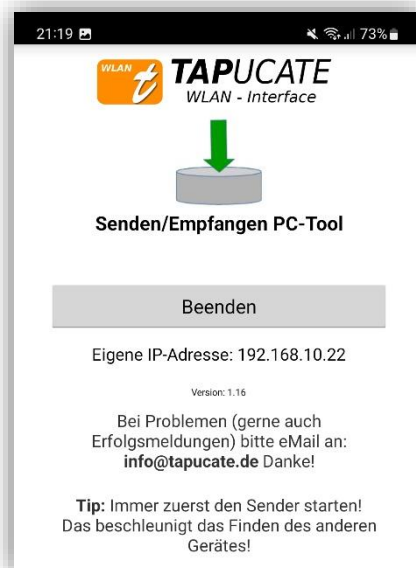 21:19 73%
WLAN
t TAPUCATE
WLAN - Interface
Senden/Empfangen PC-Tool
Beenden
Eigene IP-Adresse: 192.168.10.22
Version: 1.16
Bei Problemen (gerne auch
Erfolgsmeldungen) bitte eMail an:
info@tapucate.de Danke!
Tip: Immer zuerst den Sender starten!
Das beschleunigt das Finden des anderen
Gerätes!